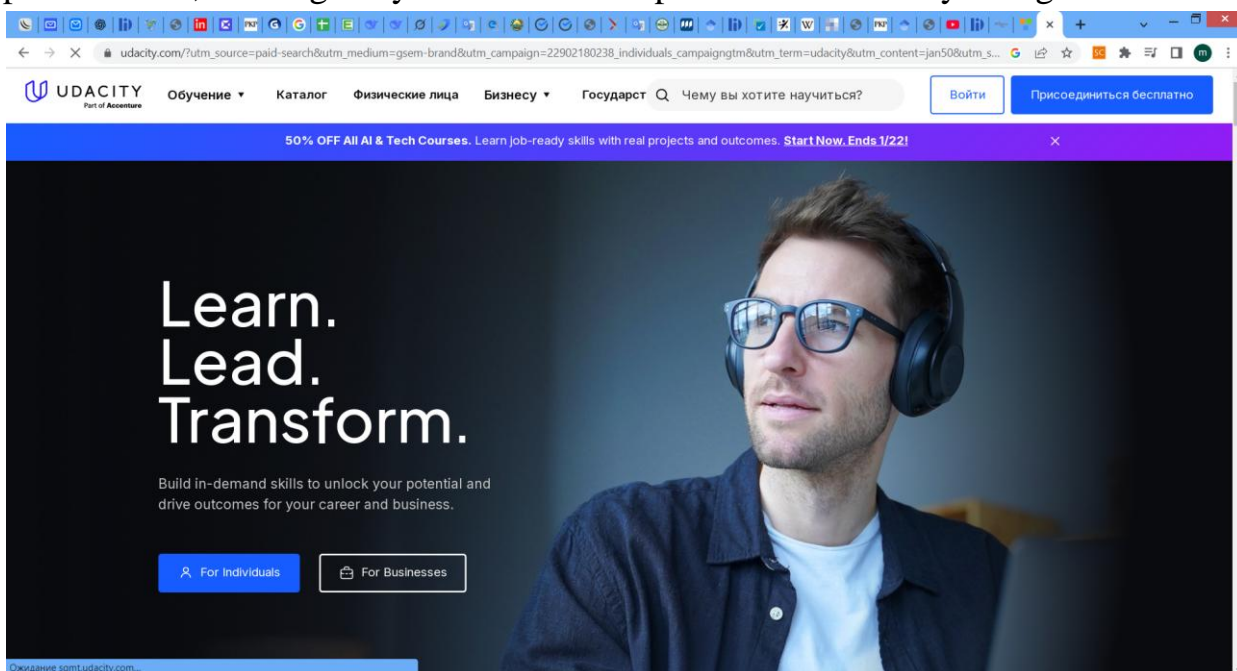 udacity.com/?utm_source=paid-search&utm_medium=gsem-brand&utm_campaign=22902180238_individuals_campaigngtm&utm_term=udacity&utm_content=jan50&utm_s...
UDACITY
Part of Accenture
Обучение
Каталог
Физические лица
Бизнесу
Государст
Чему вы хотите научиться?
Войти
Присоединиться бесплатно
50% OFF All AI & Tech Courses. Learn job-ready skills with real projects and outcomes. Start Now. Ends 1/22!
Learn.
Lead.
Transform.
Build in-demand skills to unlock your potential and
drive outcomes for your career and business.
For Individuals
For Businesses
Ожидание somt.udacity.com...